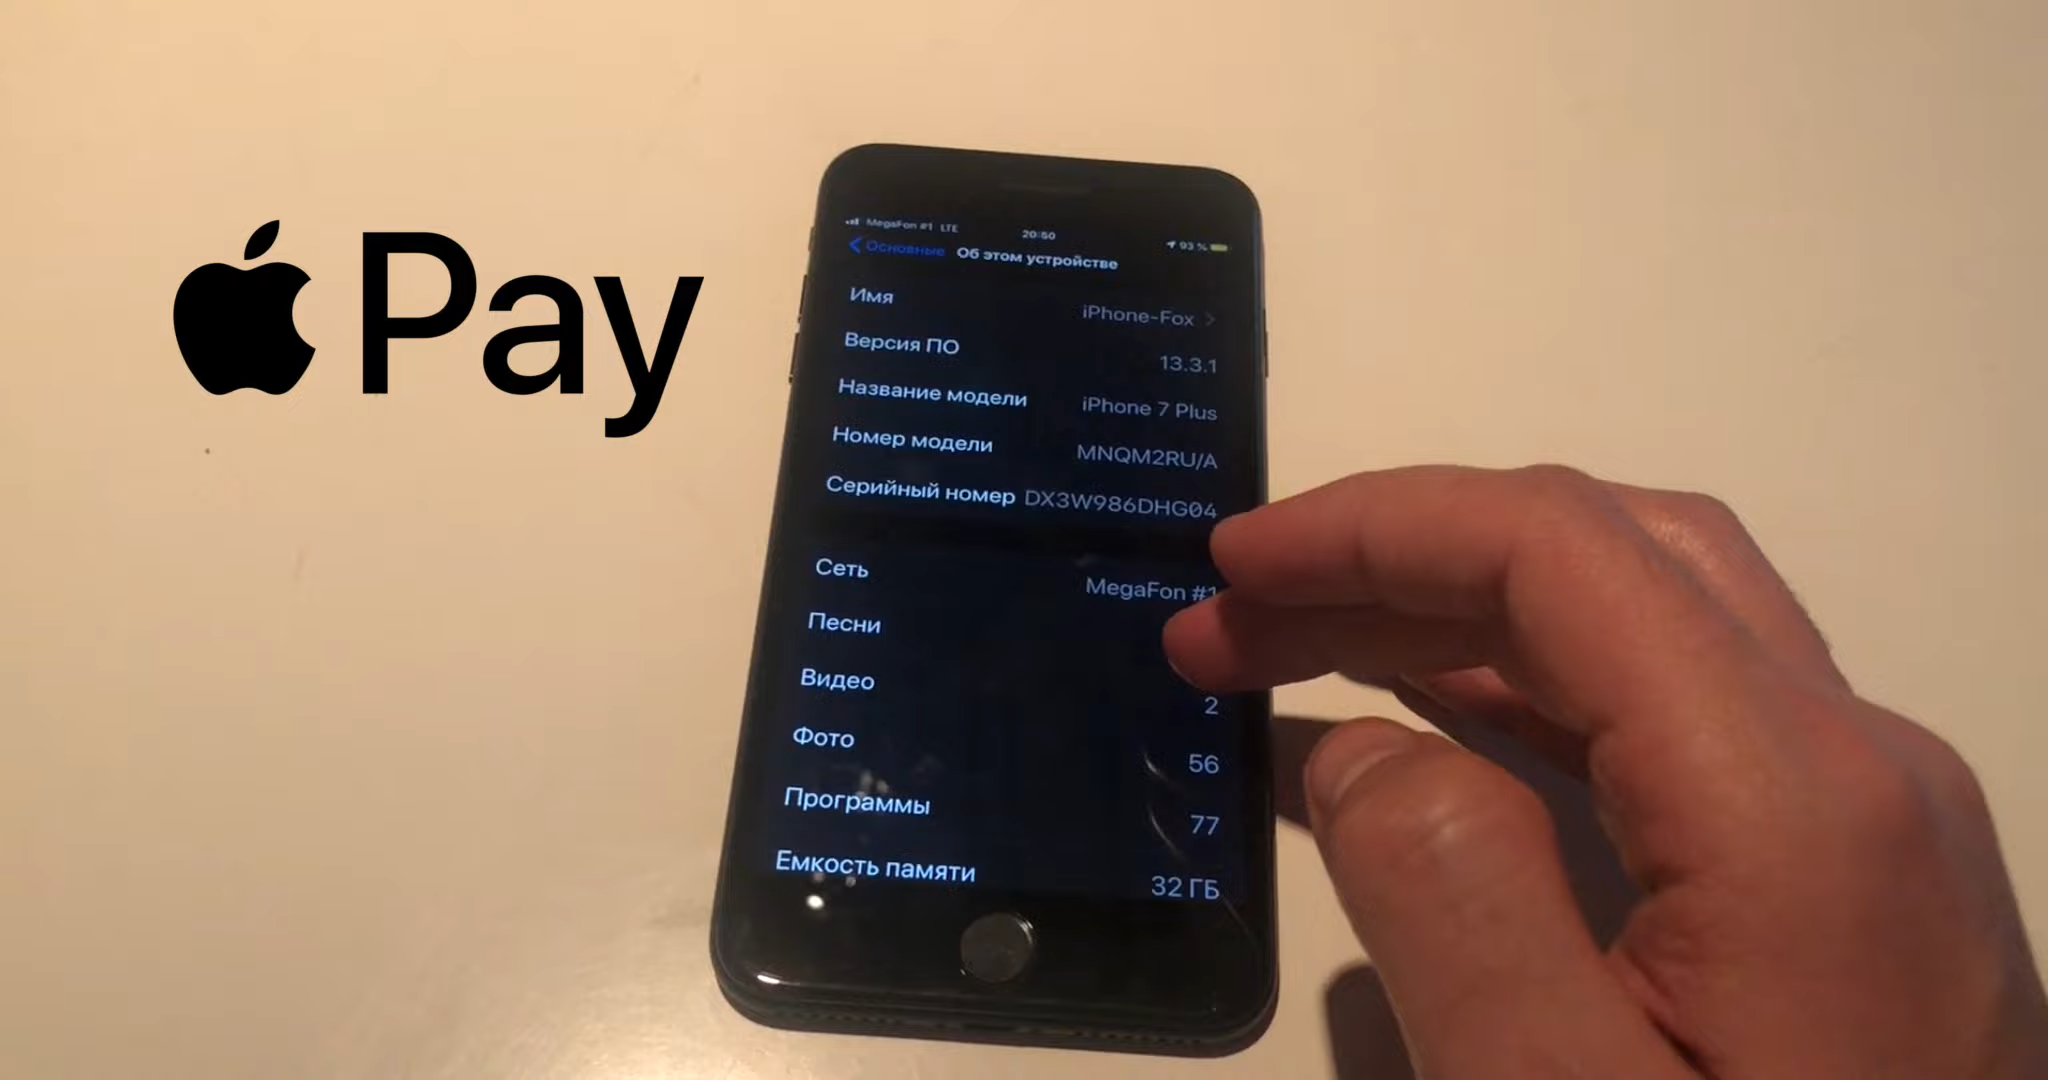 Pay
MegaFon #1 LTE 20:50 93 %
Основные Об этом устройстве
Имя iPhone-Fox
Версия ПО 13.3.1
Название модели iPhone 7 Plus
Номер модели MNQM2RU/A
Серийный номер DX3W986DHG04
Сеть MegaFon #1
Песни
Видео 2
Фото 56
Программы 77
Емкость памяти 32 ГБ